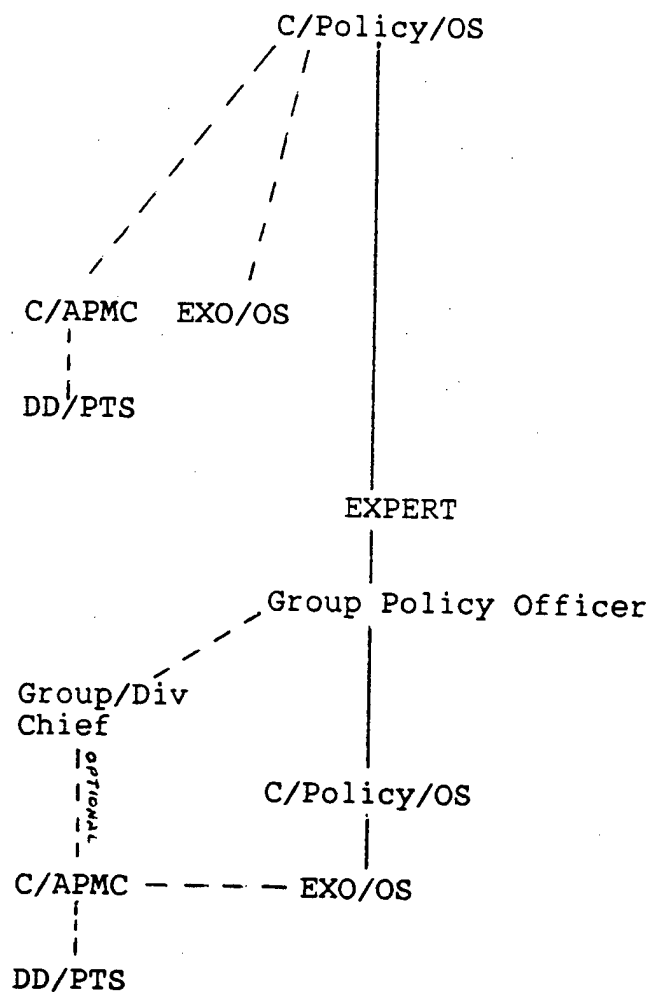 C/Policy/OS
C/APMC EXO/OS
DD/PTS
EXPERT
Group Policy Officer
Group/Div
Chief
OPTIONAL
C/Policy/OS
C/APMC EXO/OS
DD/PTS